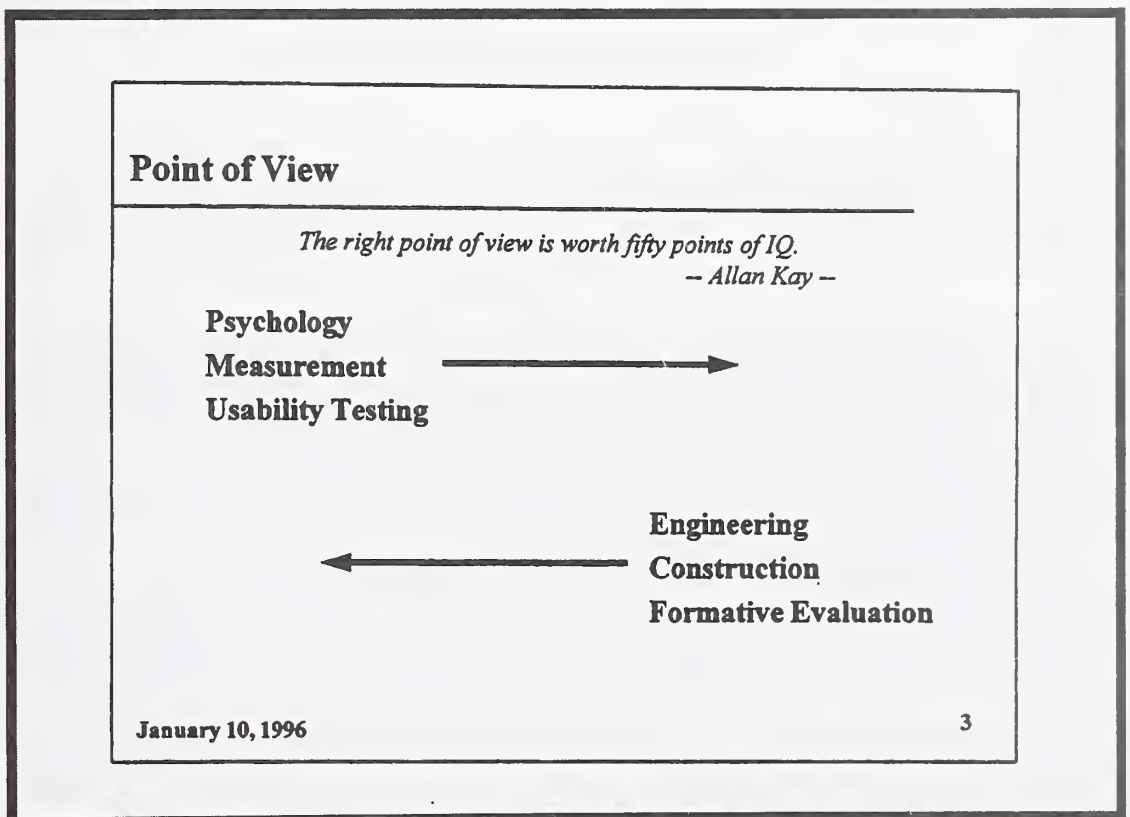 Point of View
The right point of view is worth fifty points of IQ.
-- Allan Kay --
Psychology
Measurement
Usability Testing
Engineering
Construction
Formative Evaluation
January 10, 1996
3